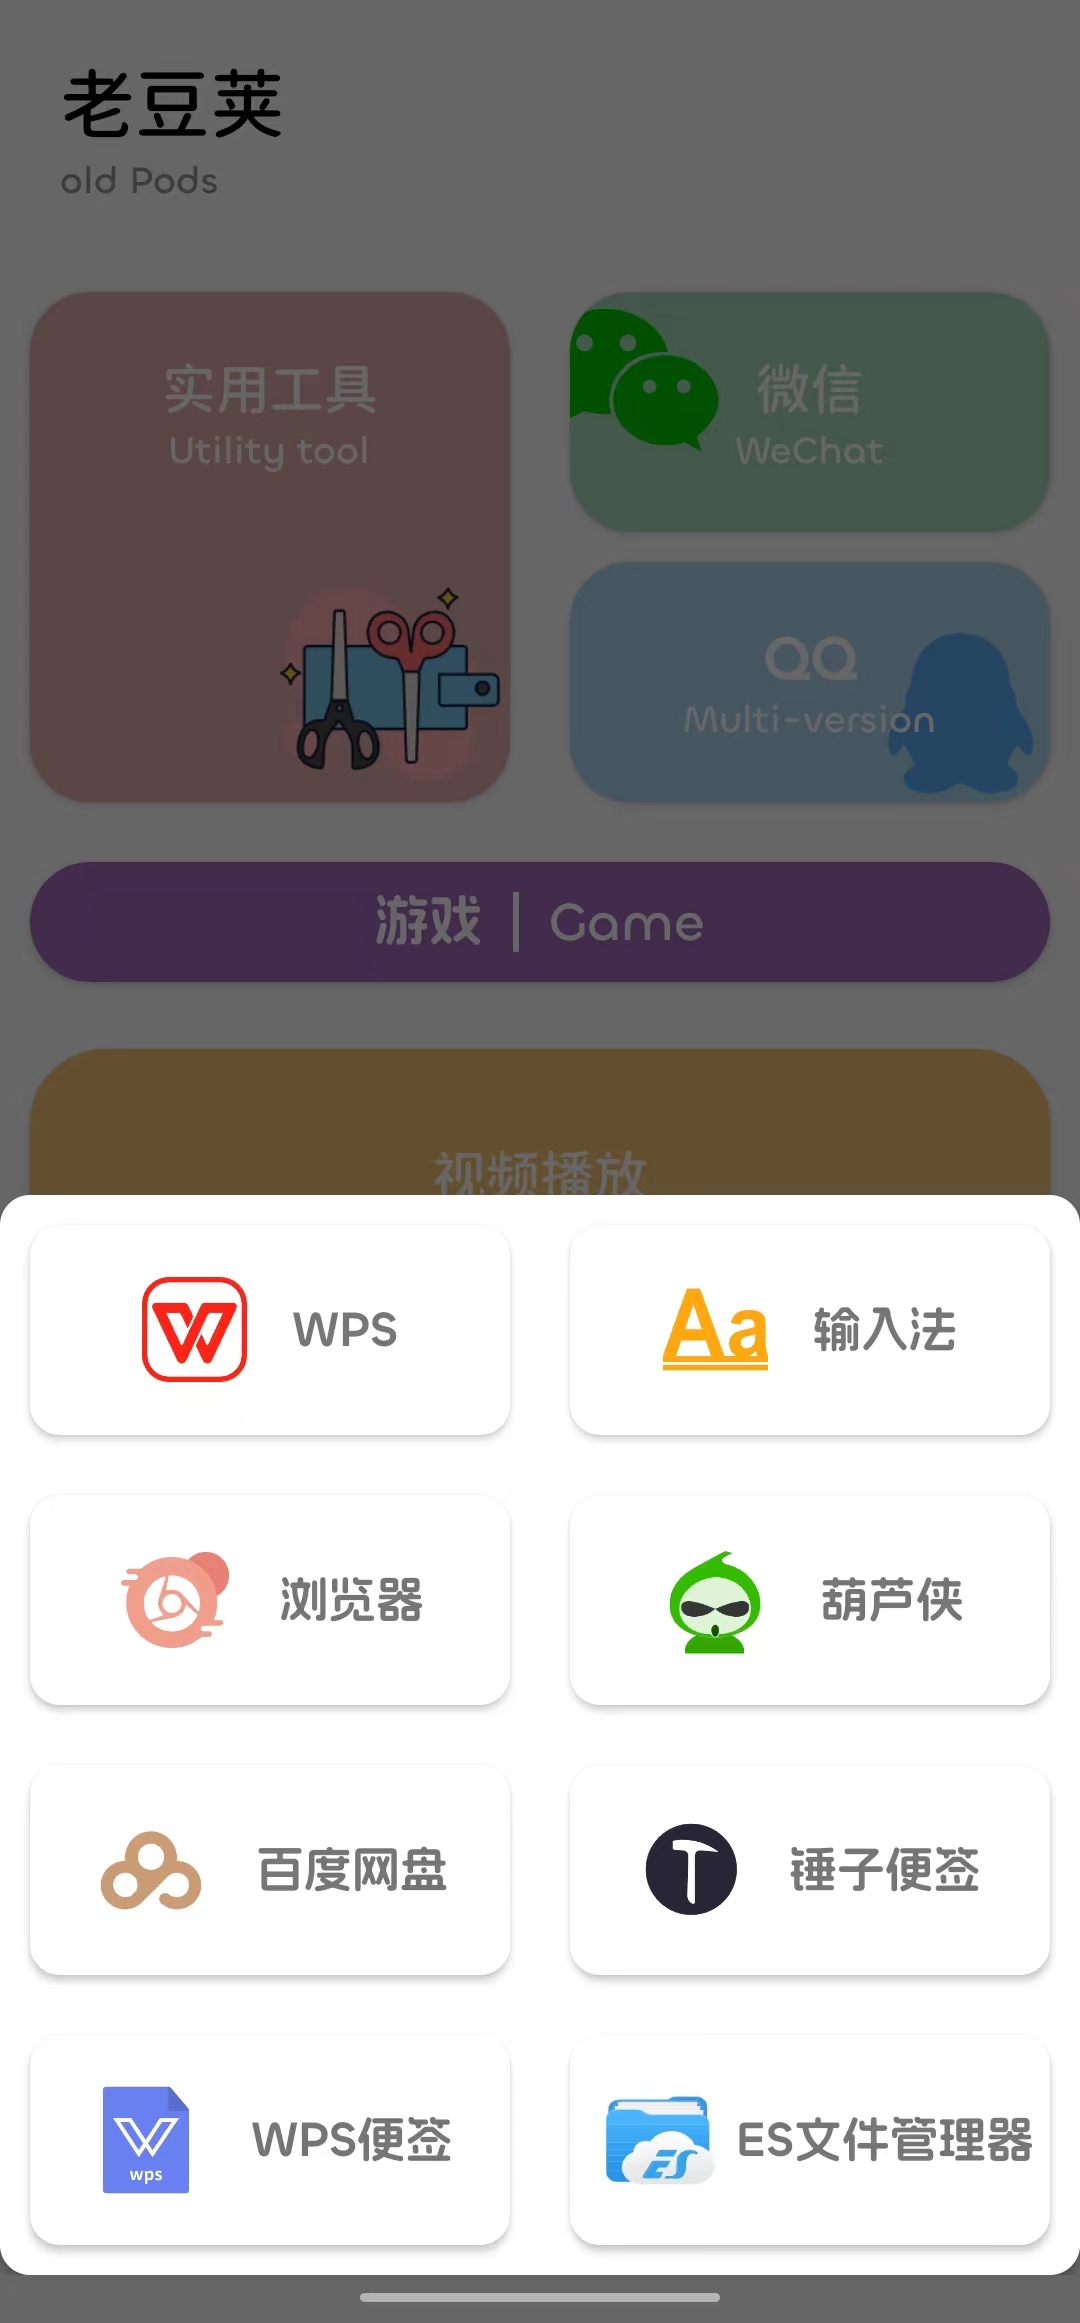 老豆荚
old Pods
实用工具
Utility tool
微信
WeChat
QQ
Multi-version
游戏 | Game
视频播放
WPS
Aa 输入法
浏览器
葫芦侠
百度网盘
锤子便签
wps WPS便签
ES ES文件管理器